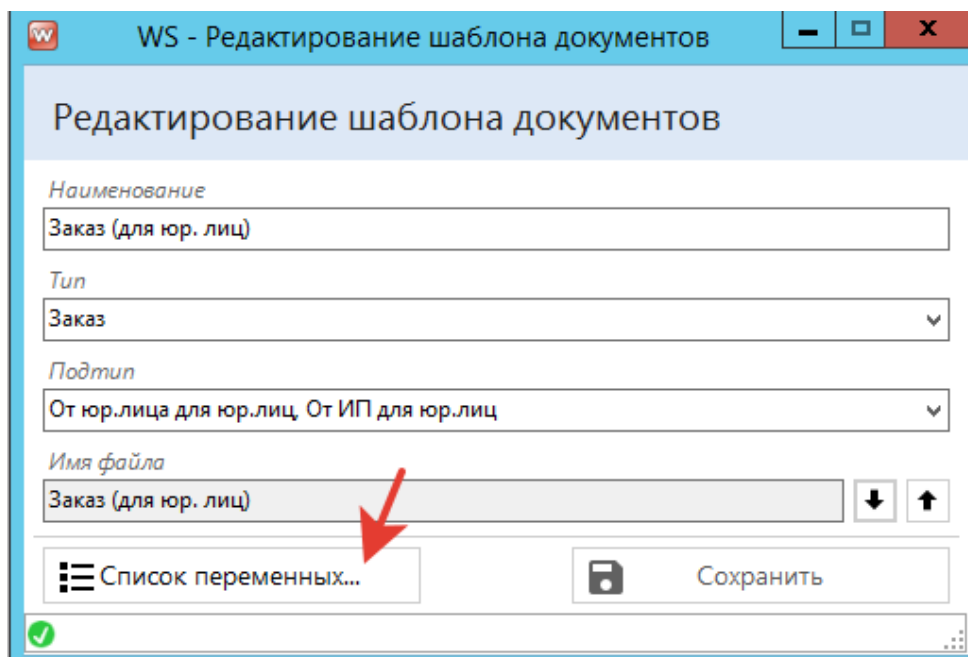 WS - Редактирование шаблона документов
Редактирование шаблона документов
Наименование
Заказ (для юр. лиц)
Тип
Заказ
Подтип
От юр.лица для юр.лиц, От ИП для юр.лиц
Имя файла
Заказ (для юр. лиц)
Список переменных... Сохранить